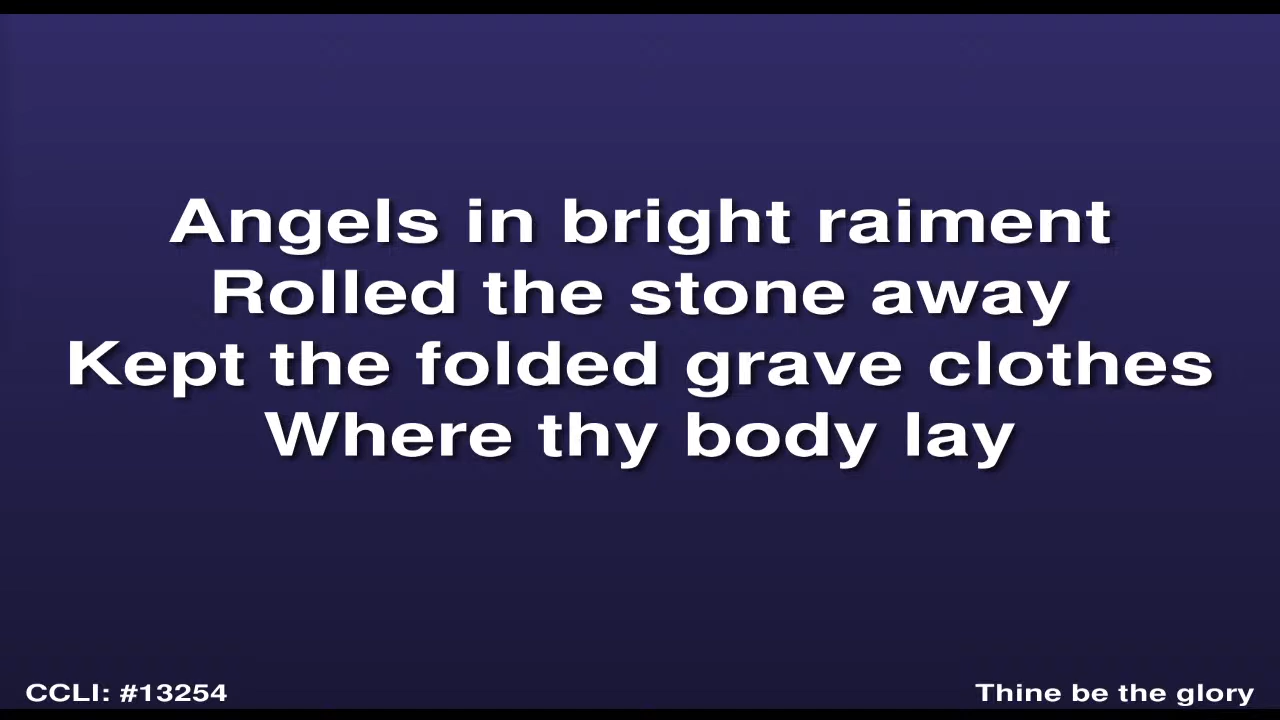 Angels in bright raiment
Rolled the stone away
Kept the folded grave clothes
Where thy body lay
CCLI: #13254
Thine be the glory